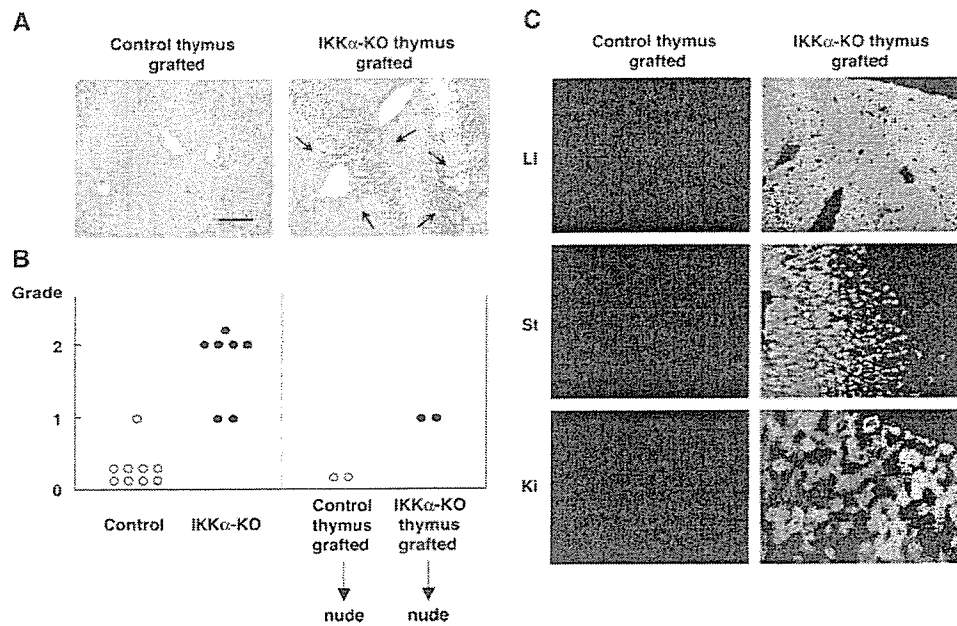 A
Control thymus
grafted
IKKα-KO thymus
grafted
B
Grade
2
1
0
Control
IKKα-KO
Control
thymus
grafted
IKKα-KO
thymus
grafted
nude
nude
C
Control thymus
grafted
IKKα-KO thymus
grafted
Li
St
Ki